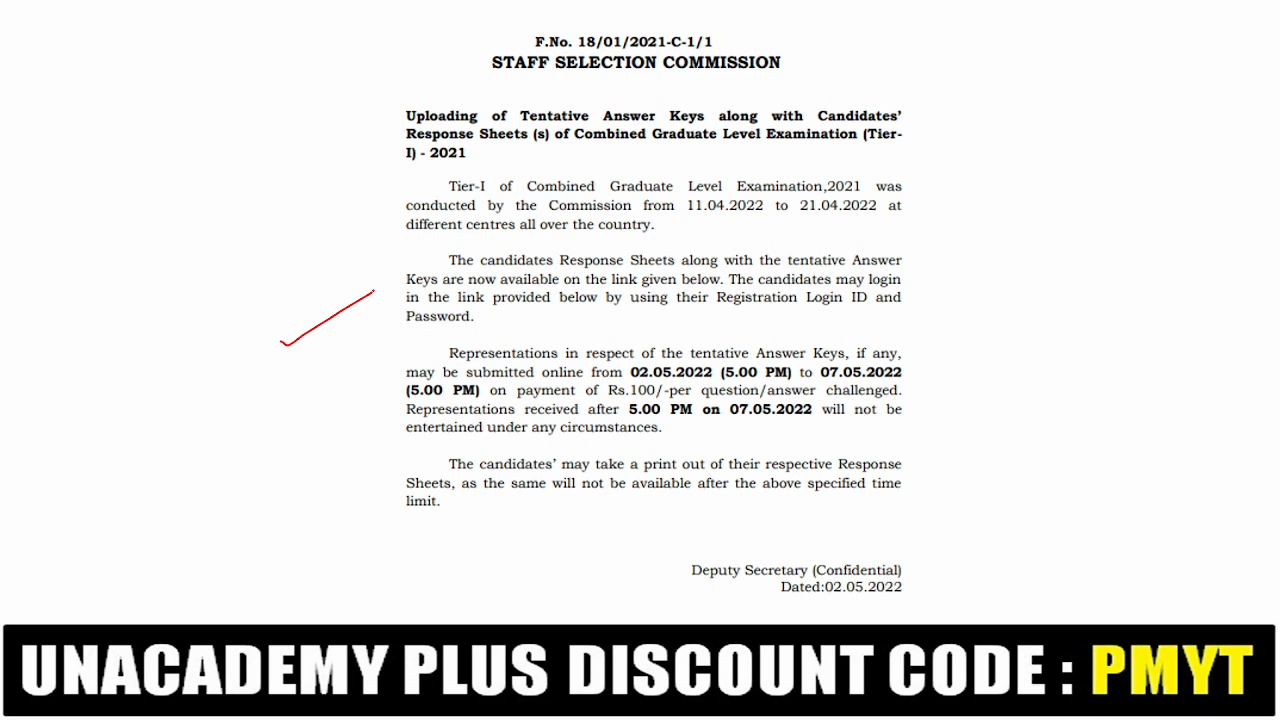 F.No. 18/01/2021-C-1/1
STAFF SELECTION COMMISSION
Uploading of Tentative Answer Keys along with Candidates’
Response Sheets (s) of Combined Graduate Level Examination (Tier-
I) - 2021
Tier-I of Combined Graduate Level Examination,2021 was
conducted by the Commission from 11.04.2022 to 21.04.2022 at
different centres all over the country.
The candidates Response Sheets along with the tentative Answer
Keys are now available on the link given below. The candidates may login
in the link provided below by using their Registration Login ID and
Password.
Representations in respect of the tentative Answer Keys, if any,
may be submitted online from 02.05.2022 (5.00 PM) to 07.05.2022
(5.00 PM) on payment of Rs.100/-per question/answer challenged.
Representations received after 5.00 PM on 07.05.2022 will not be
entertained under any circumstances.
The candidates’ may take a print out of their respective Response
Sheets, as the same will not be available after the above specified time
limit.
Deputy Secretary (Confidential)
Dated:02.05.2022
UNACADEMY PLUS DISCOUNT CODE : PMYT